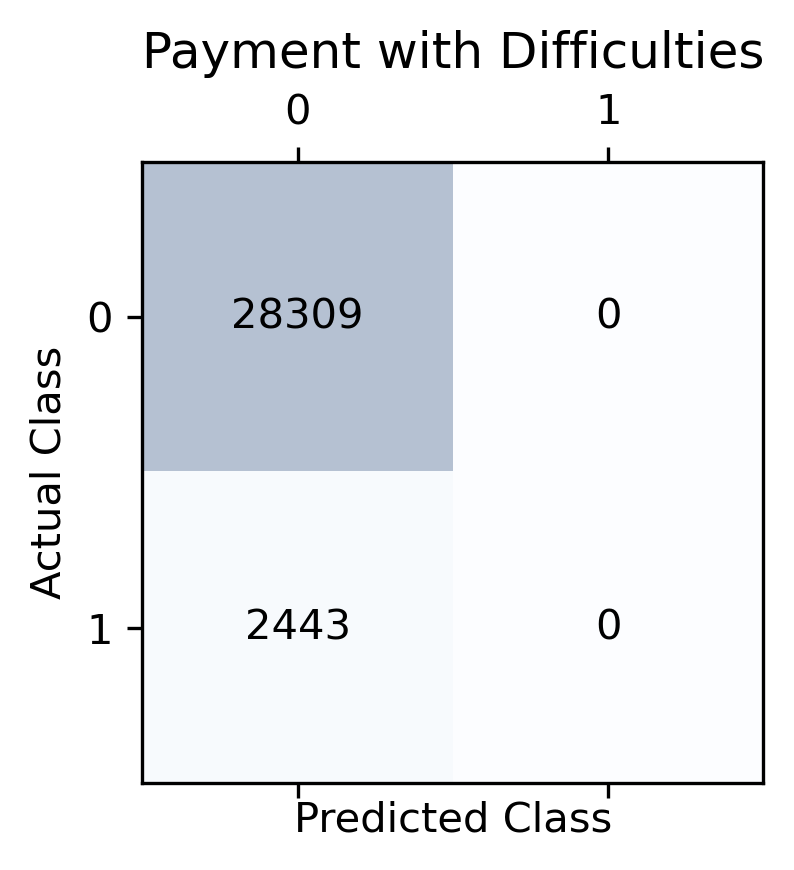 Payment with Difficulties
0 1
0 28309 0
Actual Class
1 2443 0
Predicted Class